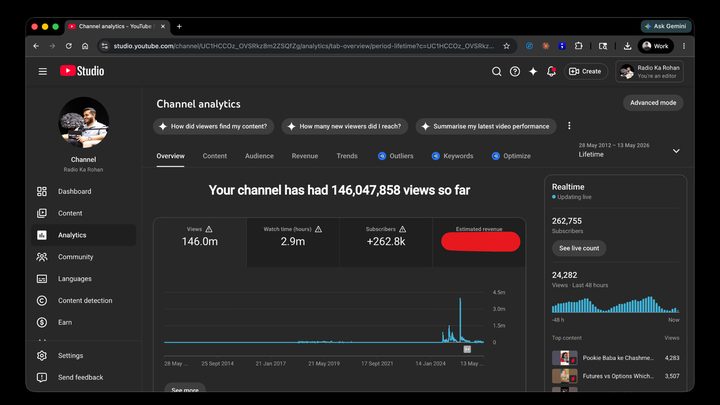 Channel analytics - YouTube
Ask Gemini
studio.youtube.com/channel/UC1HCCOz_OVSRkz8m2ZSQfZg/analytics/tab-overview/period-lifetime?c=UC1HCCOz_OVSRkz...
Work
Studio
Create
Radio Ka Rohan
You're an editor
Channel
Radio Ka Rohan
Dashboard
Content
Analytics
Community
Languages
Content detection
Earn
Settings
Send feedback
Channel analytics
Advanced mode
How did viewers find my content?
How many new viewers did I reach?
Summarise my latest video performance
28 May 2012 – 13 May 2026
Lifetime
Overview
Content
Audience
Revenue
Trends
Outliers
Keywords
Optimize
Your channel has had 146,047,858 views so far
Views
146.0m
Watch time (hours)
2.9m
Subscribers
+262.8k
Estimated revenue
4.5m
3.0m
1.5m
0
28 May ...
25 Sept 2014
21 Jan 2017
21 May 2019
17 Sept 2021
14 Jan 2024
13 May...
See more
Realtime
Updating live
262,755
Subscribers
See live count
24,282
Views · Last 48 hours
-48 h
Now
Top content
Views
Pookie Baba ke Chashme...
4,283
Futures vs Options Which...
3,507